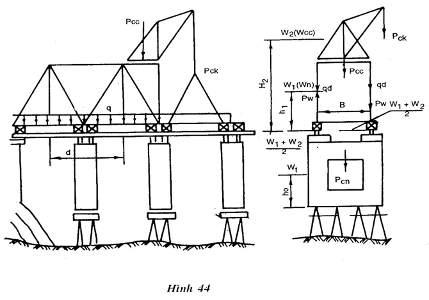 Pcc
Pck
q
d
W₂(Wcc)
Pck
Pcc
H₂
W₁(Wn)
qd
qd
Pw
h₁
B
Pw
W₁ + W₂
2
W₁ + W₂
2
W₁
Pcn
ho
Hình 44